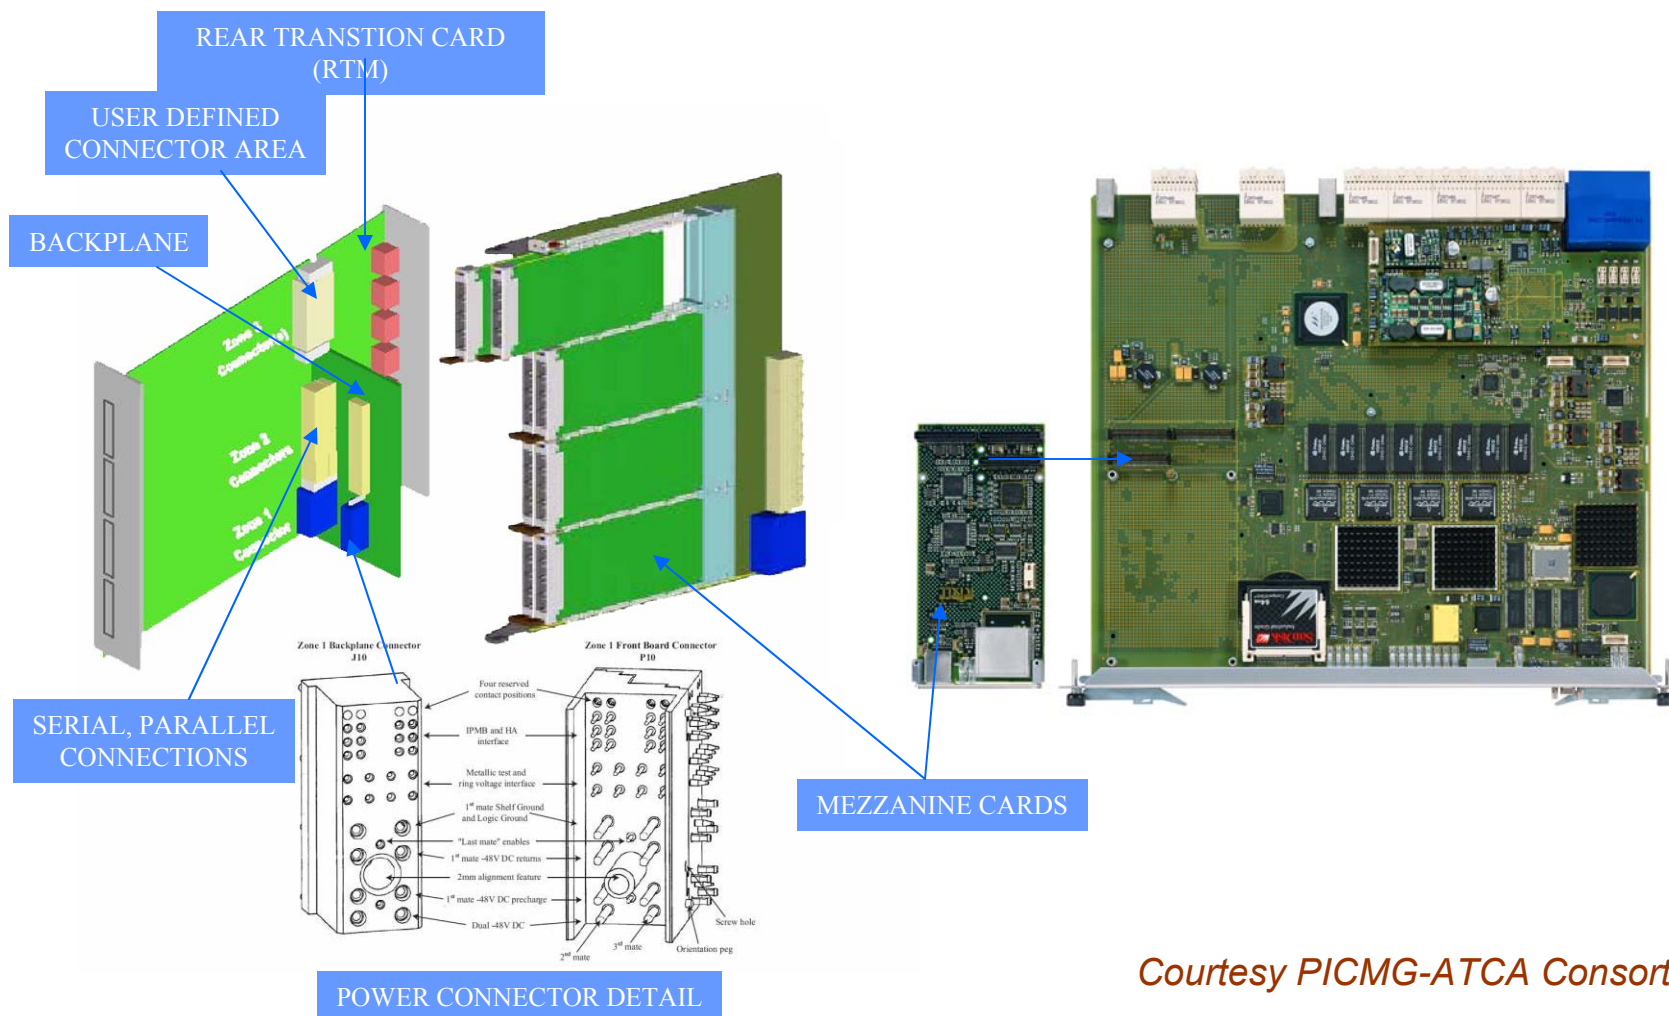 REAR TRANSTION CARD
(RTM)
USER DEFINED
CONNECTOR AREA
BACKPLANE
Zone 2
Connectors
Zone 1
Connector
SERIAL, PARALLEL
CONNECTIONS
MEZZANINE CARDS
Zone 1 Backplane Connector
J10
Zone 1 Front Board Connector
P10
Four reserved
contact positions
IPMB and HA
interface
Metallic test and
ring voltage interface
1st mate Shelf Ground
and Logic Ground
"Last mate" enables
1st mate -48V DC returns
2mm alignment feature
1st mate -48V DC precharge
Dual -48V DC
2nd mate
3rd mate
Screw hole
Orientation peg
POWER CONNECTOR DETAIL
SanDisk
Courtesy PICMG-ATCA Consort